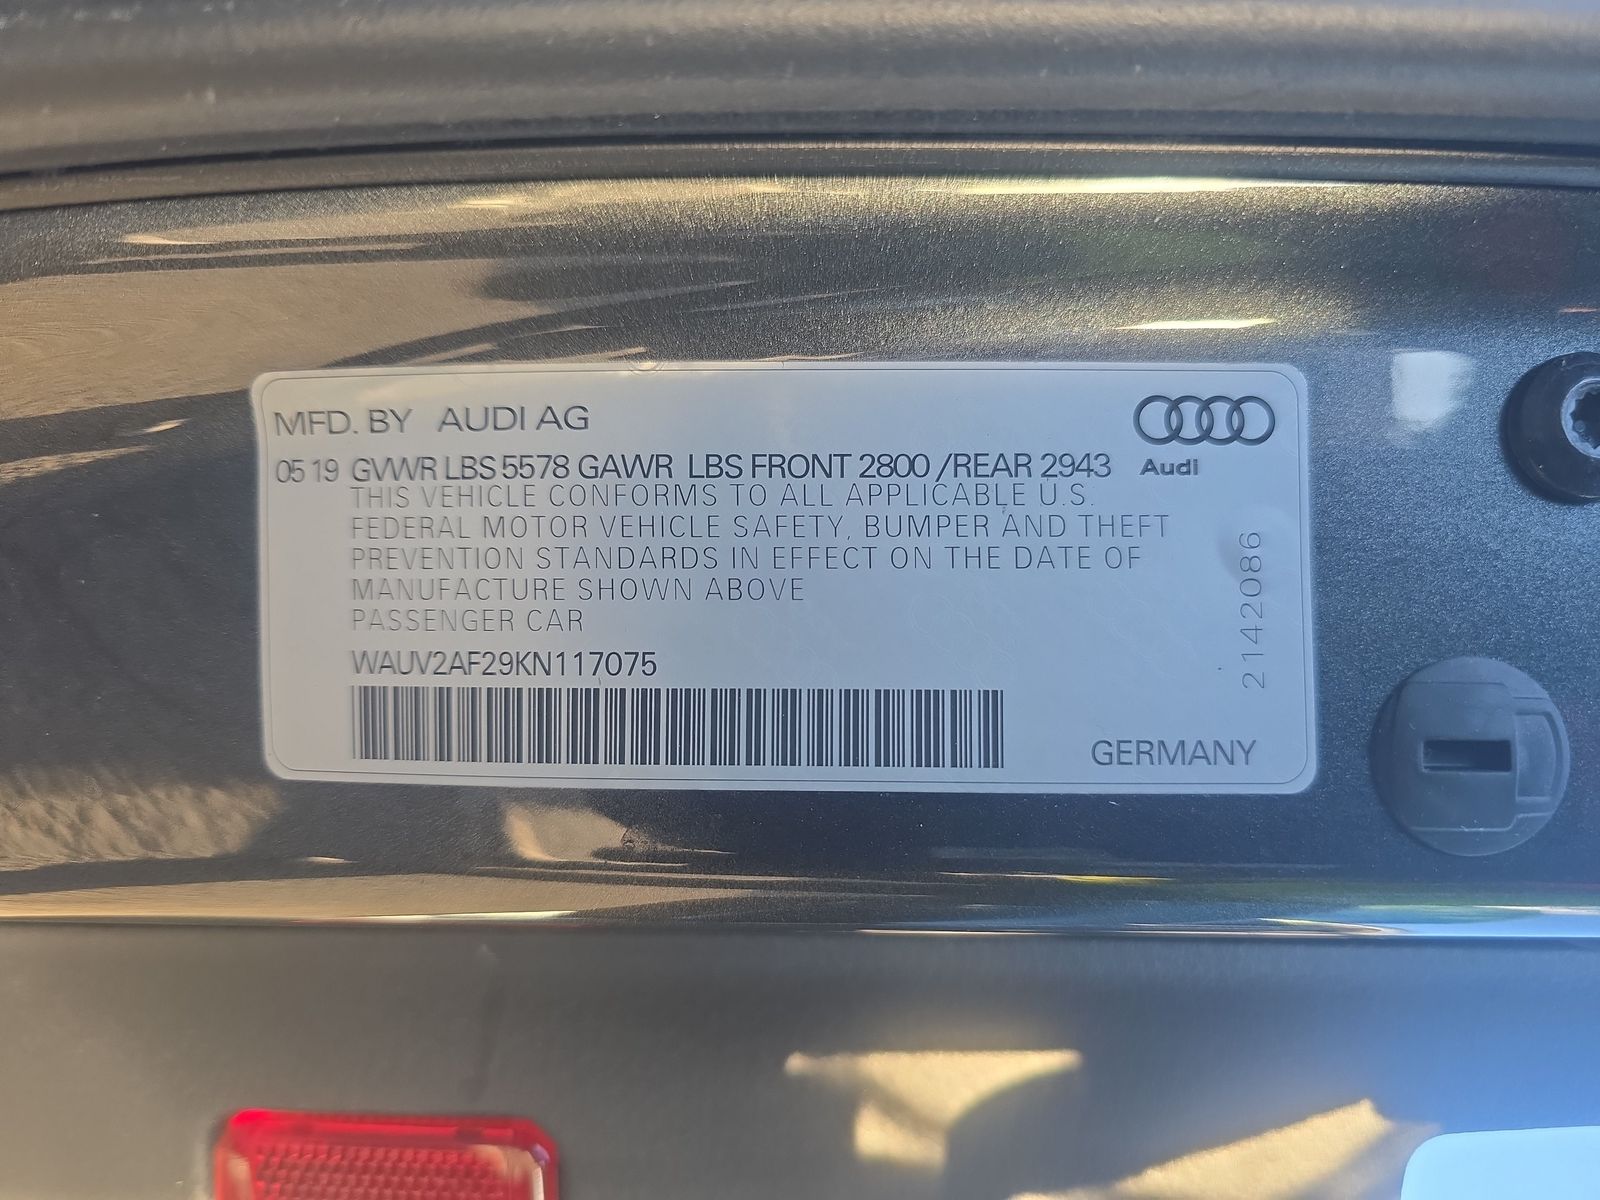 MFD. BY AUDI AG
Audi
05 19 GVWR LBS 5578 GAWR LBS FRONT 2800 /REAR 2943
THIS VEHICLE CONFORMS TO ALL APPLICABLE U.S.
FEDERAL MOTOR VEHICLE SAFETY, BUMPER AND THEFT
PREVENTION STANDARDS IN EFFECT ON THE DATE OF
MANUFACTURE SHOWN ABOVE
PASSENGER CAR
WAUV2AF29KN117075
GERMANY
2142086